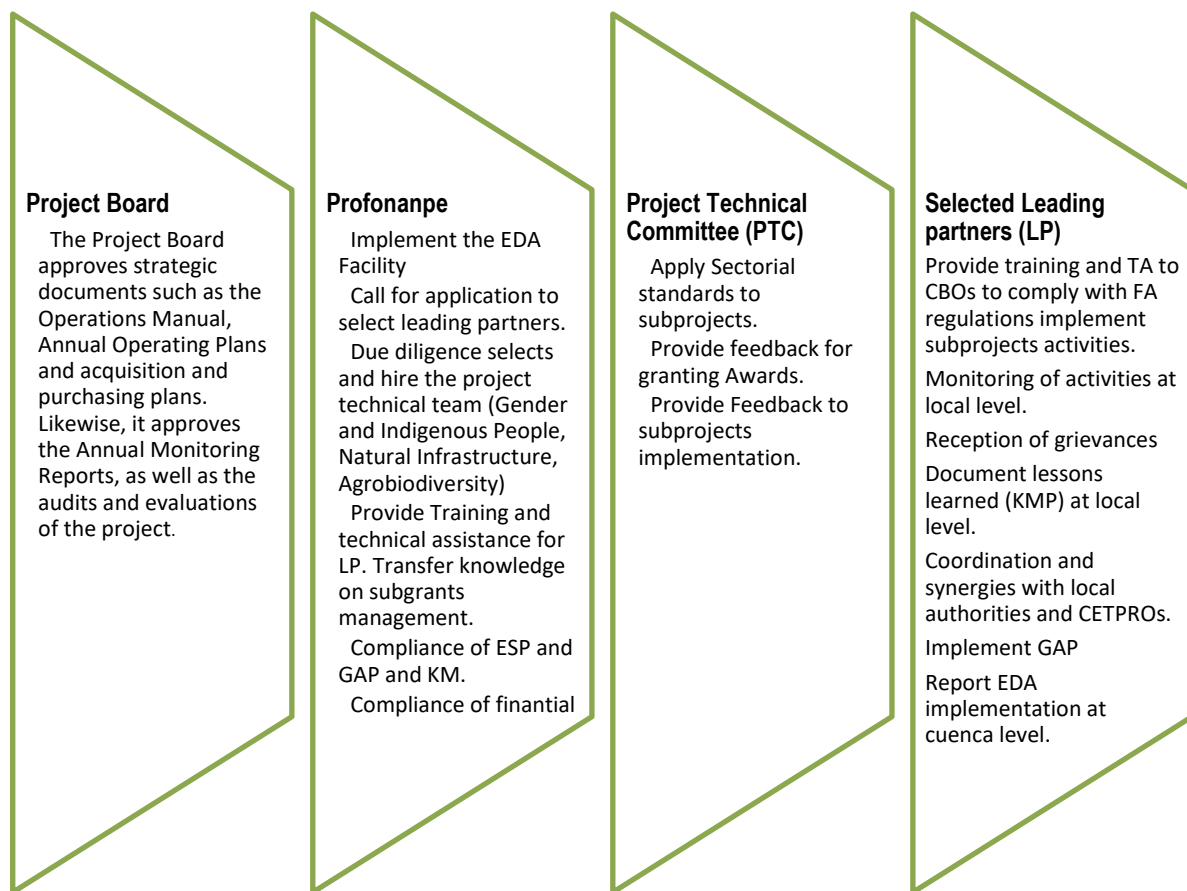 Project Board
The Project Board
approves strategic
documents such as the
Operations Manual,
Annual Operating Plans
and acquisition and
purchasing plans.
Likewise, it approves
the Annual Monitoring
Reports, as well as the
audits and evaluations
of the project.
Profonanpe
Implement the EDA
Facility
Call for application to
select leading partners.
Due diligence selects
and hire the project
technical team (Gender
and Indigenous People,
Natural Infrastructure,
Agrobiodiversity)
Provide Training and
technical assistance for
LP. Transfer knowledge
on subgrants
management.
Compliance of ESP and
GAP and KM.
Compliance of finantial
Project Technical
Committee (PTC)
Apply Sectorial
standards to
subprojects.
Provide feedback for
granting Awards.
Provide Feedback to
subprojects
implementation.
Selected Leading
partners (LP)
Provide training and TA to
CBOs to comply with FA
regulations implement
subprojects activities.
Monitoring of activities at
local level.
Reception of grievances
Document lessons
learned (KMP) at local
level.
Coordination and
synergies with local
authorities and CETPROs.
Implement GAP
Report EDA
implementation at
cuenca level.